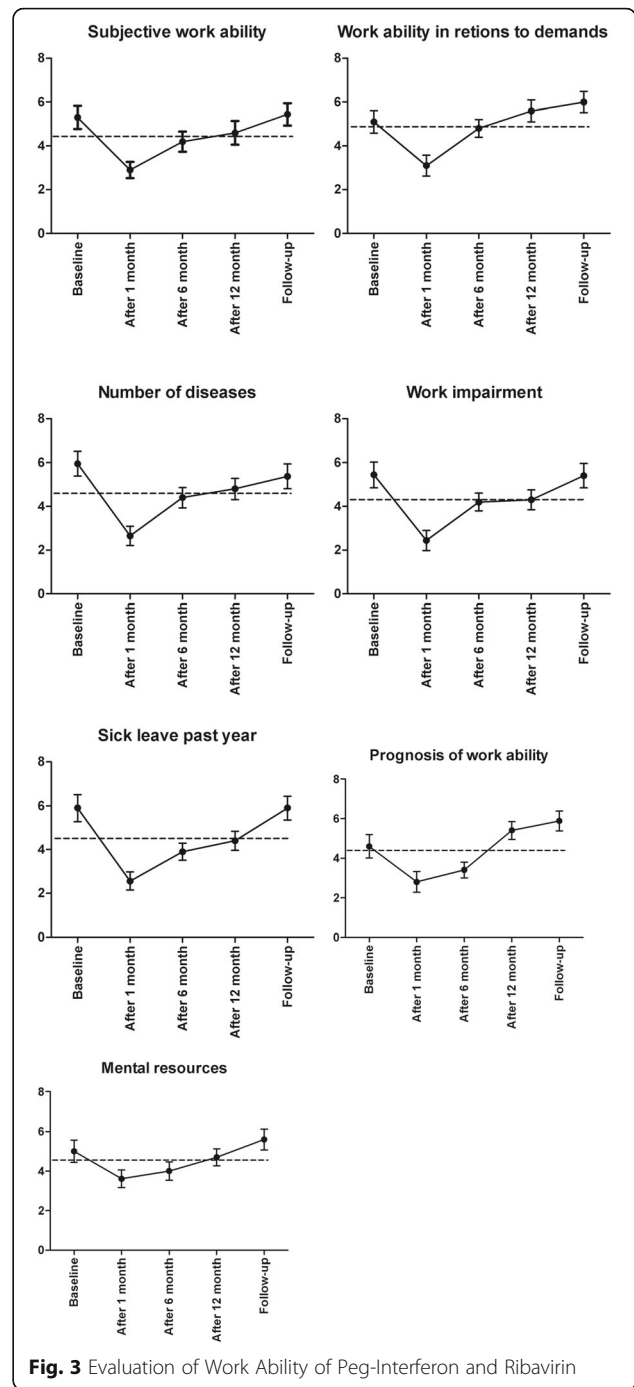 Subjective work ability
8
6
4
2
0
Baseline
After 1 month
After 6 month
After 12 month
Follow-up
Work ability in retions to demands
8
6
4
2
0
Baseline
After 1 month
After 6 month
After 12 month
Follow-up
Number of diseases
8
6
4
2
0
Baseline
After 1 month
After 6 month
After 12 month
Follow-up
Work impairment
8
6
4
2
0
Baseline
After 1 month
After 6 month
After 12 month
Follow-up
Sick leave past year
8
6
4
2
0
Baseline
After 1 month
After 6 month
After 12 month
Follow-up
Prognosis of work ability
8
6
4
2
0
Baseline
After 1 month
After 6 month
After 12 month
Follow-up
Mental resources
8
6
4
2
0
Baseline
After 1 month
After 6 month
After 12 month
Follow-up
Fig. 3 Evaluation of Work Ability of Peg-Interferon and Ribavirin